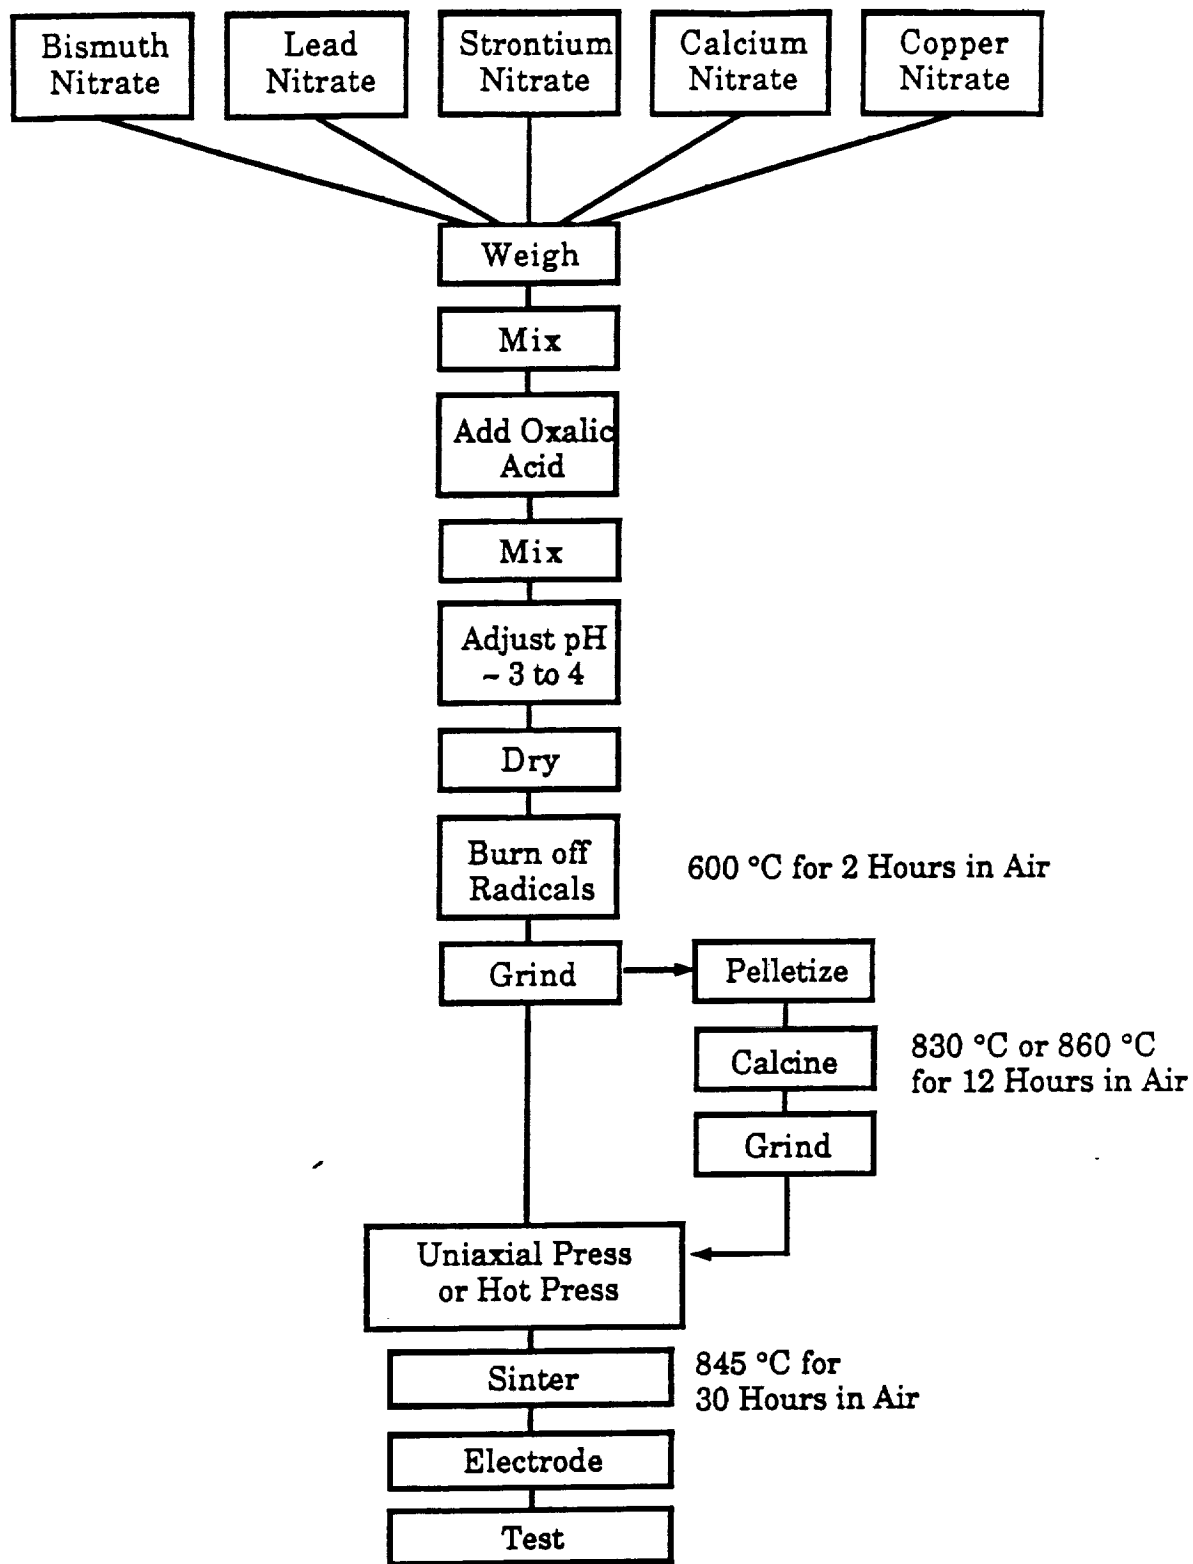 Bismuth
Nitrate
Lead
Nitrate
Strontium
Nitrate
Calcium
Nitrate
Copper
Nitrate
Weigh
Mix
Add Oxalic
Acid
Mix
Adjust pH
~ 3 to 4
Dry
Burn off
Radicals
600 °C for 2 Hours in Air
Grind
Pelletize
Calcine
830 °C or 860 °C
for 12 Hours in Air
Grind
Uniaxial Press
or Hot Press
Sinter
845 °C for
30 Hours in Air
Electrode
Test